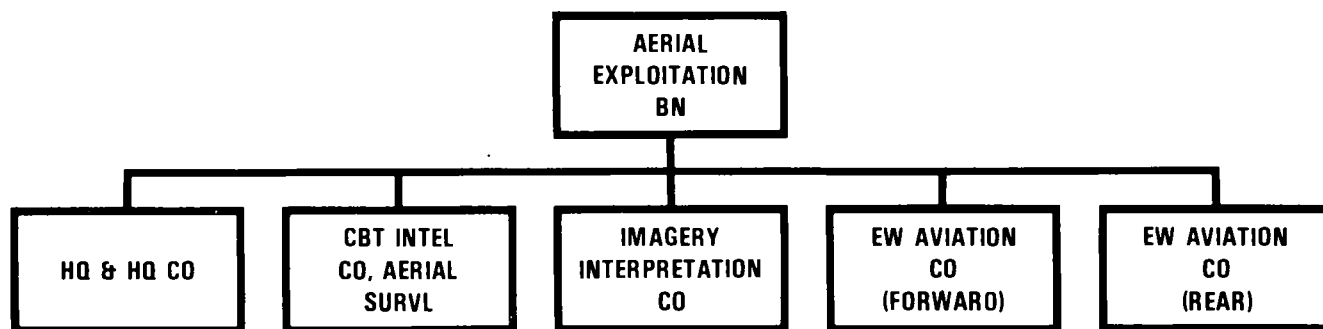 AERIAL
EXPLOITATION
BN
HQ & HQ CO
CBT INTEL
CO, AERIAL
SURVL
IMAGERY
INTERPRETATION
CO
EW AVIATION
CO
(FORWARD)
EW AVIATION
CO
(REAR)